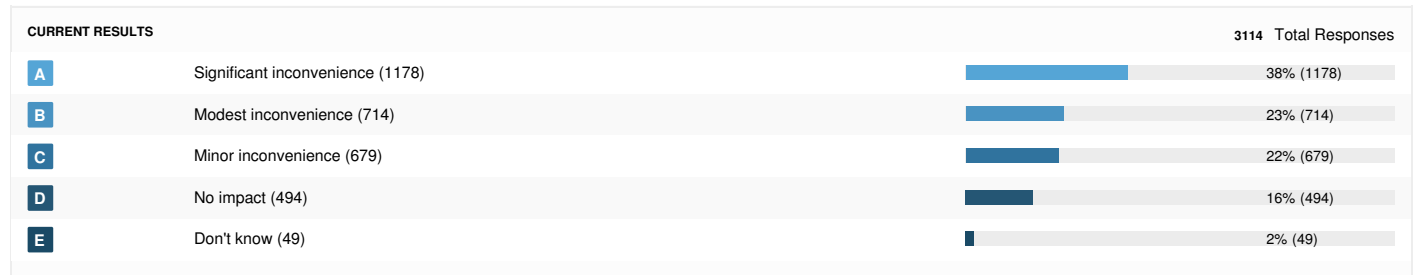 CURRENT RESULTS 3114 Total Responses
A Significant inconvenience (1178) 38% (1178)
B Modest inconvenience (714) 23% (714)
C Minor inconvenience (679) 22% (679)
D No impact (494) 16% (494)
E Don't know (49) 2% (49)